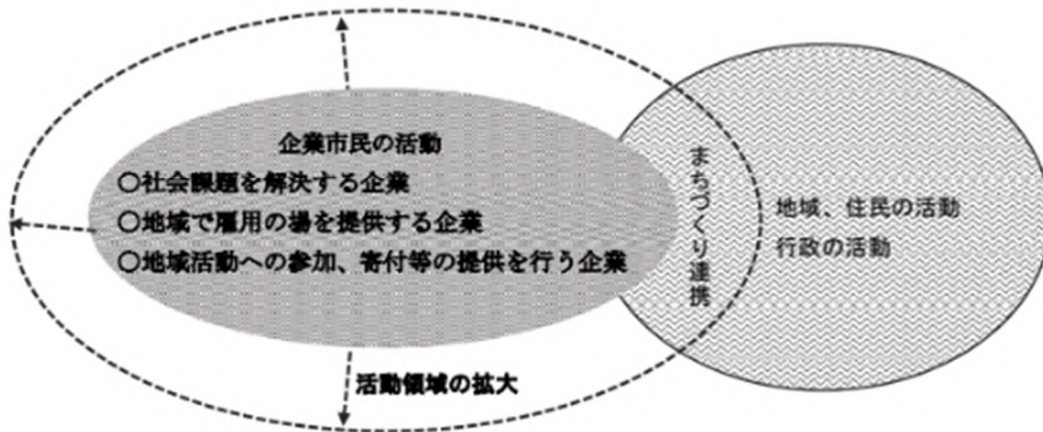 企業市民の活動
〇社会課題を解決する企業
〇地域で雇用の場を提供する企業
〇地域活動への参加、寄付等の提供を行う企業
まちづくり連携
地域、住民の活動
行政の活動
活動領域の拡大